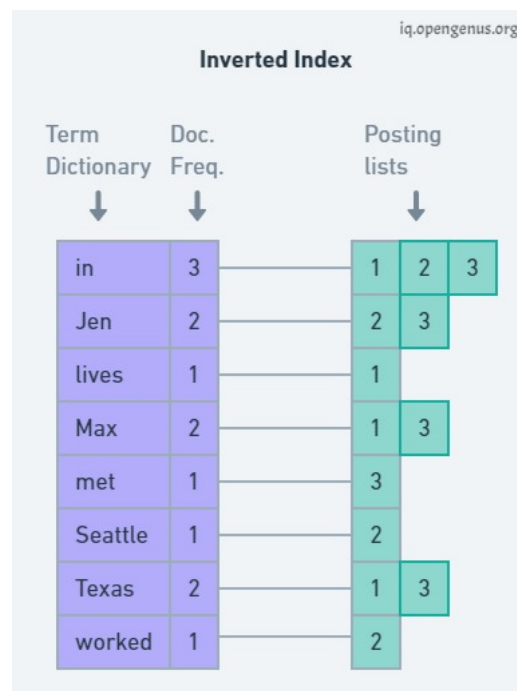 iq.opengenus.org
Inverted Index
Term Doc. Posting
Dictionary Freq. lists
in 3 1 2 3
Jen 2 2 3
lives 1 1
Max 2 1 3
met 1 3
Seattle 1 2
Texas 2 1 3
worked 1 2